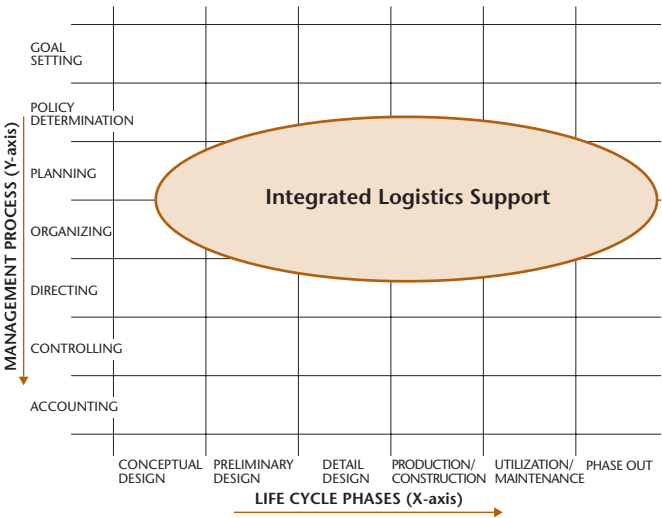 GOAL
SETTING
POLICY
DETERMINATION
PLANNING
ORGANIZING
DIRECTING
CONTROLLING
ACCOUNTING
MANAGEMENT PROCESS (Y-axis)
Integrated Logistics Support
CONCEPTUAL
DESIGN
PRELIMINARY
DESIGN
DETAIL
DESIGN
PRODUCTION/
CONSTRUCTION
UTILIZATION/
MAINTENANCE
PHASE OUT
LIFE CYCLE PHASES (X-axis)